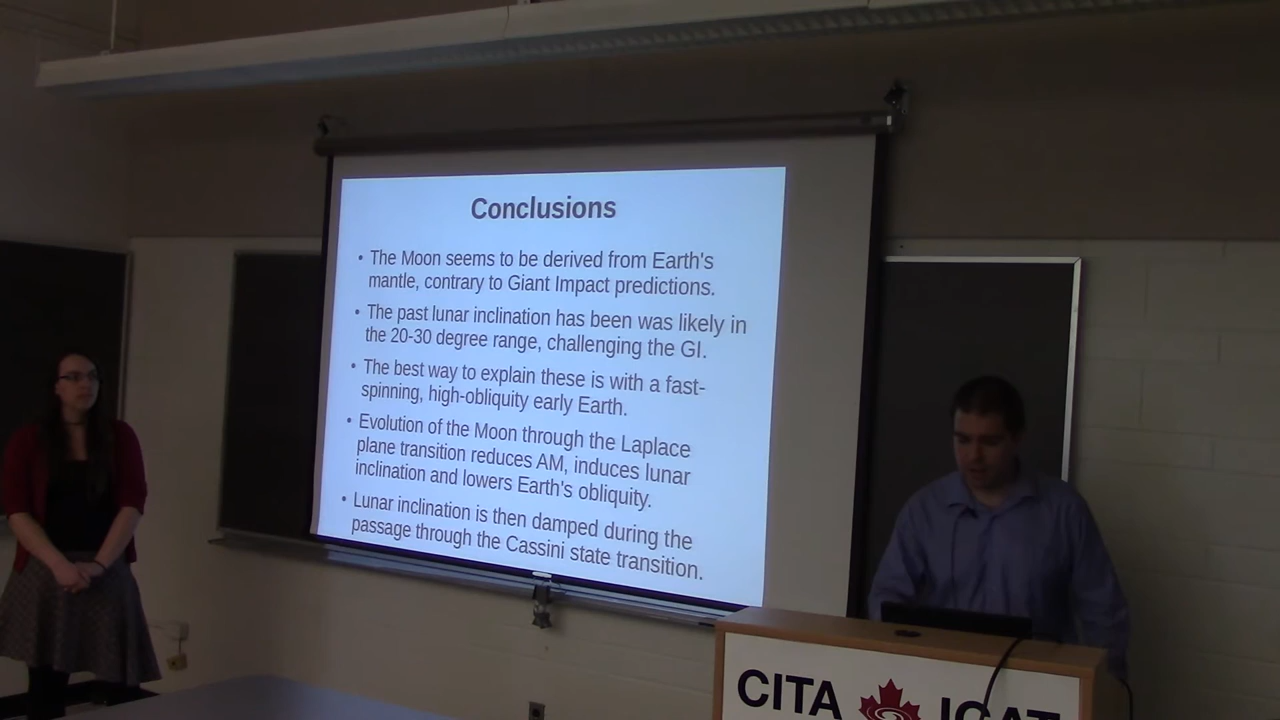 Conclusions
• The Moon seems to be derived from Earth's
mantle, contrary to Giant Impact predictions.
• The past lunar inclination has been was likely in
the 20-30 degree range, challenging the GI.
• The best way to explain these is with a fast-
spinning, high-obliquity early Earth.
• Evolution of the Moon through the Laplace
plane transition reduces AM, induces lunar
inclination and lowers Earth's obliquity.
• Lunar inclination is then damped during the
passage through the Cassini state transition.
CITA ICAT